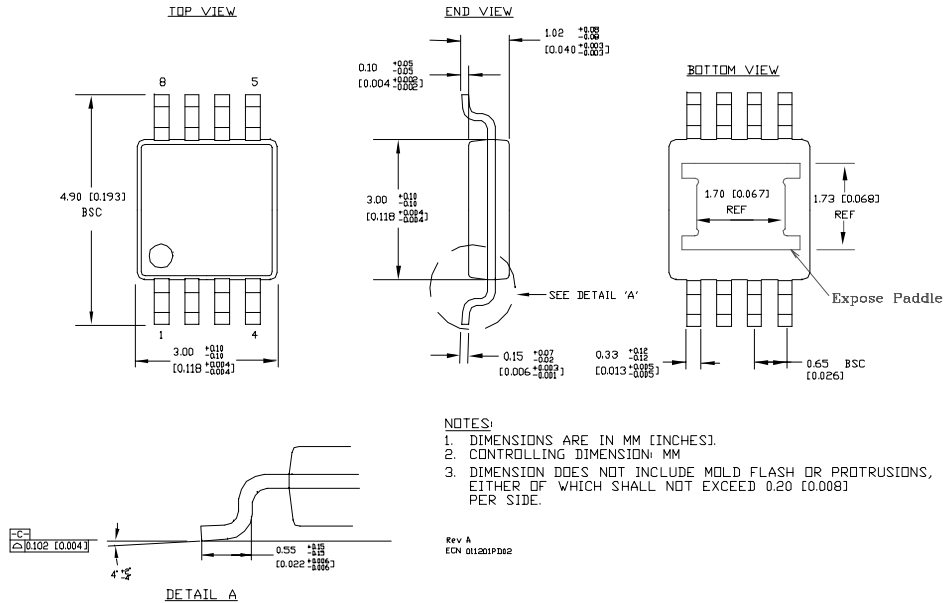 TOP VIEW
8 5
4.90 [0.193]
BSC
1 4
3.00 +0.10 -0.10
[0.118 +0.004 -0.004]
END VIEW
1.02 +0.08 -0.08
[0.040 +0.003 -0.003]
0.10 +0.05 -0.05
[0.004 +0.002 -0.002]
3.00 +0.10 -0.10
[0.118 +0.004 -0.004]
SEE DETAIL 'A'
0.15 +0.07 -0.02
[0.006 +0.003 -0.001]
BOTTOM VIEW
1.70 [0.067]
REF
1.73 [0.068]
REF
Expose Paddle
0.33 +0.12 -0.12
[0.013 +0.005 -0.005]
0.65 BSC
[0.026]
-C-
0.102 [0.004]
4°
0.55 +0.15 -0.15
[0.022 +0.006 -0.006]
DETAIL A
NOTES:
1. DIMENSIONS ARE IN MM [INCHES].
2. CONTROLLING DIMENSION: MM
3. DIMENSION DOES NOT INCLUDE MOLD FLASH OR PROTRUSIONS,
EITHER OF WHICH SHALL NOT EXCEED 0.20 [0.008]
PER SIDE.
Rev A
ECN 011201PD02